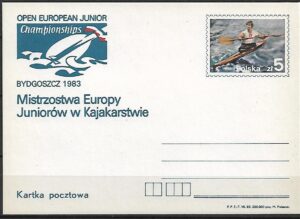 OPEN EUROPEAN JUNIOR
Championships
BYDGOSZCZ 1983
Polska zł 5
Mistrzostwa Europy
Juniorów w Kajakarstwie
Kartka pocztowa